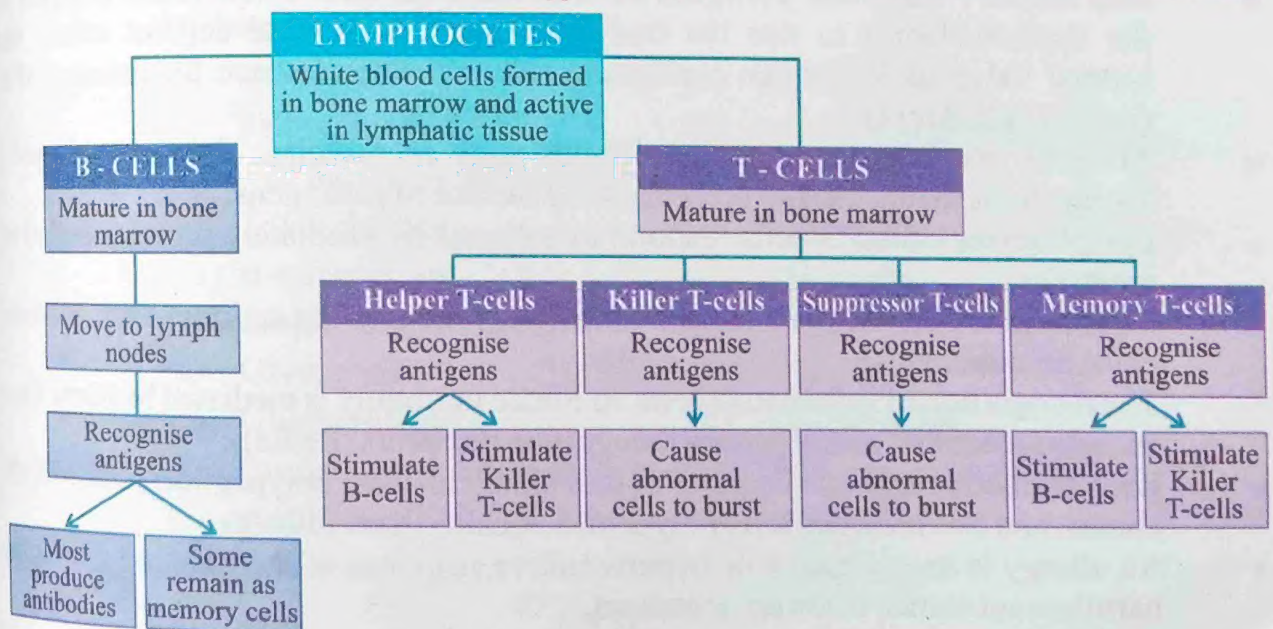 LYMPHOCYTES
White blood cells formed
in bone marrow and active
in lymphatic tissue
B - CELLS
Mature in bone
marrow
Move to lymph
nodes
Recognise
antigens
Most
produce
antibodies
Some
remain as
memory cells
T - CELLS
Mature in bone marrow
Helper T-cells
Recognise
antigens
Stimulate
B-cells
Stimulate
Killer
T-cells
Killer T-cells
Recognise
antigens
Cause
abnormal
cells to burst
Suppressor T-cells
Recognise
antigens
Cause
abnormal
cells to burst
Memory T-cells
Recognise
antigens
Stimulate
B-cells
Stimulate
Killer
T-cells